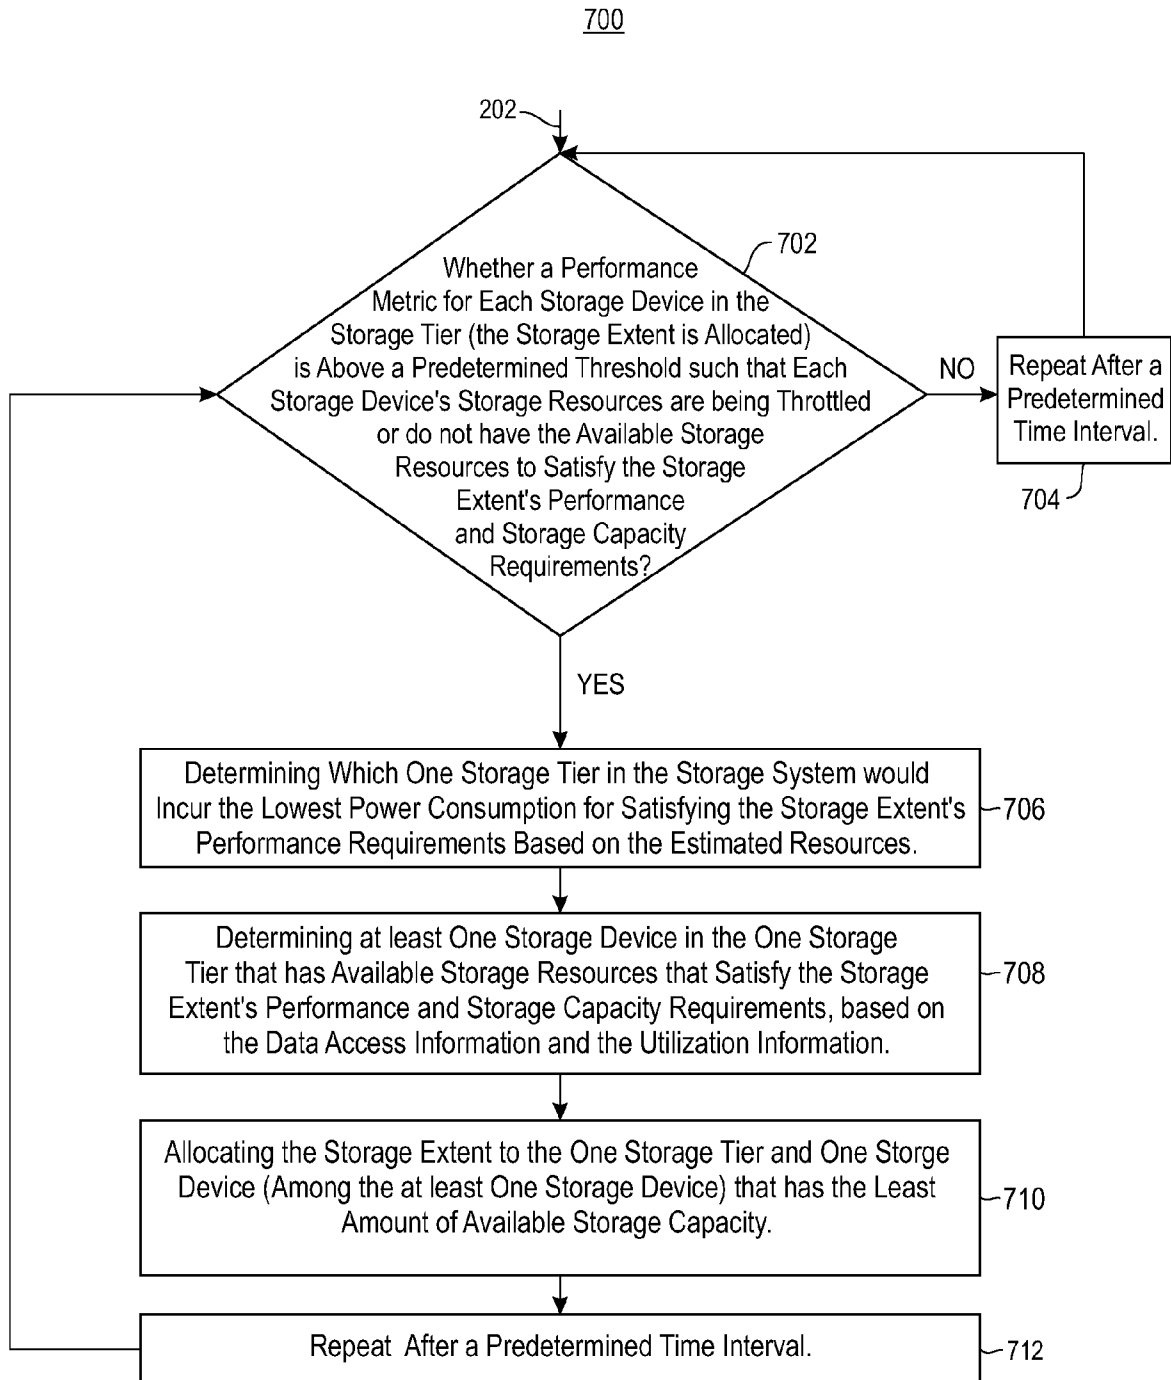 700
202
702
Whether a Performance
Metric for Each Storage Device in the
Storage Tier (the Storage Extent is Allocated)
is Above a Predetermined Threshold such that Each
Storage Device's Storage Resources are being Throttled
or do not have the Available Storage
Resources to Satisfy the Storage
Extent's Performance
and Storage Capacity
Requirements?
NO
Repeat After a
Predetermined
Time Interval.
704
YES
Determining Which One Storage Tier in the Storage System would
Incur the Lowest Power Consumption for Satisfying the Storage Extent's
Performance Requirements Based on the Estimated Resources.
706
Determining at least One Storage Device in the One Storage
Tier that has Available Storage Resources that Satisfy the Storage
Extent's Performance and Storage Capacity Requirements, based on
the Data Access Information and the Utilization Information.
708
Allocating the Storage Extent to the One Storage Tier and One Storge
Device (Among the at least One Storage Device) that has the Least
Amount of Available Storage Capacity.
710
Repeat After a Predetermined Time Interval.
712